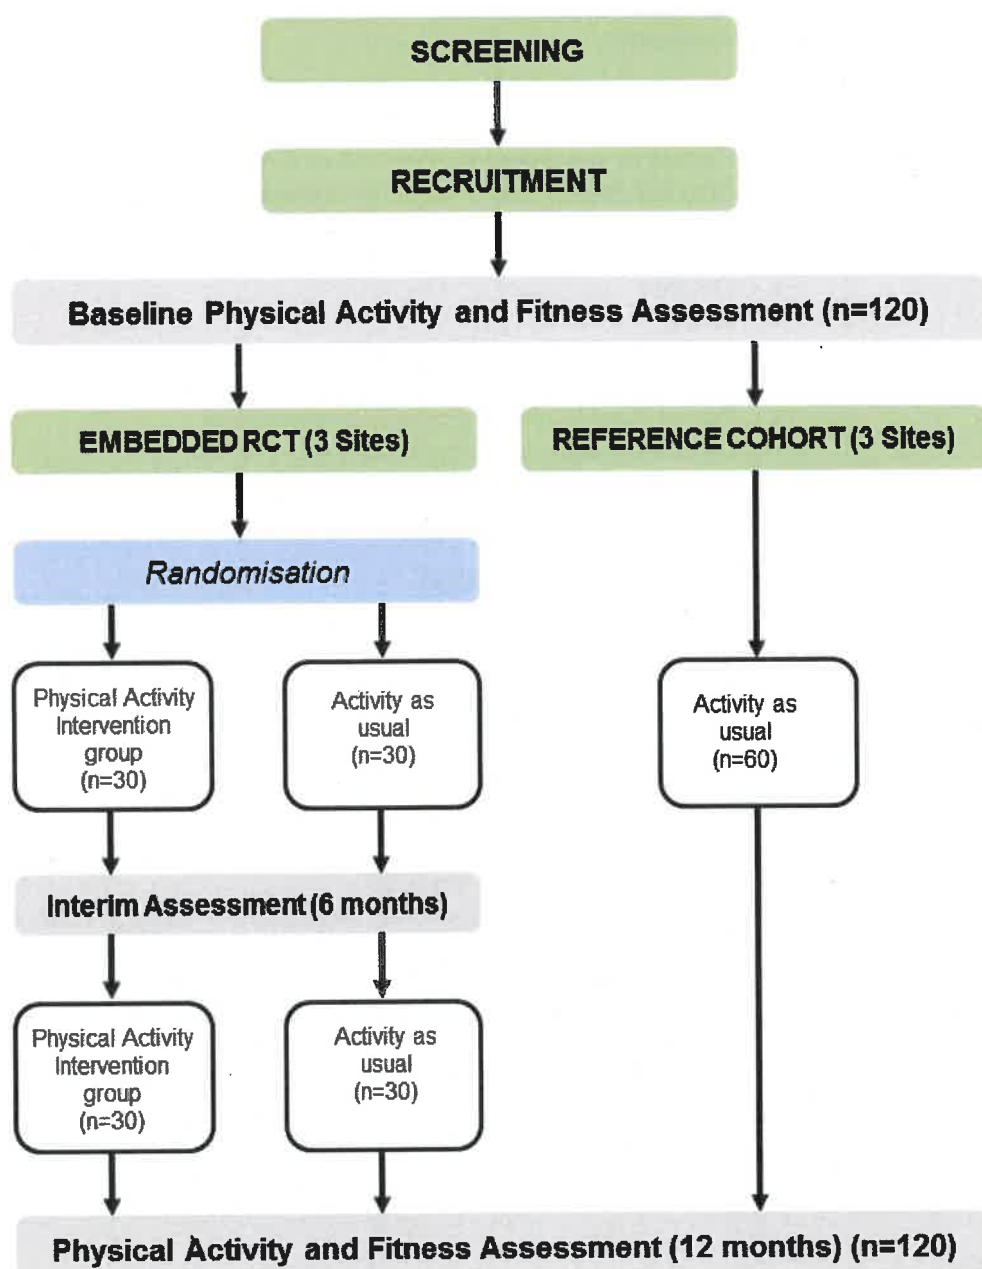 SCREENING
RECRUITMENT
Baseline Physical Activity and Fitness Assessment (n=120)
EMBEDDED RCT (3 Sites)
REFERENCE COHORT (3 Sites)
Randomisation
Physical Activity
Intervention
group
(n=30)
Activity as
usual
(n=30)
Activity as
usual
(n=60)
Interim Assessment (6 months)
Physical Activity
Intervention
group
(n=30)
Activity as
usual
(n=30)
Physical Activity and Fitness Assessment (12 months) (n=120)